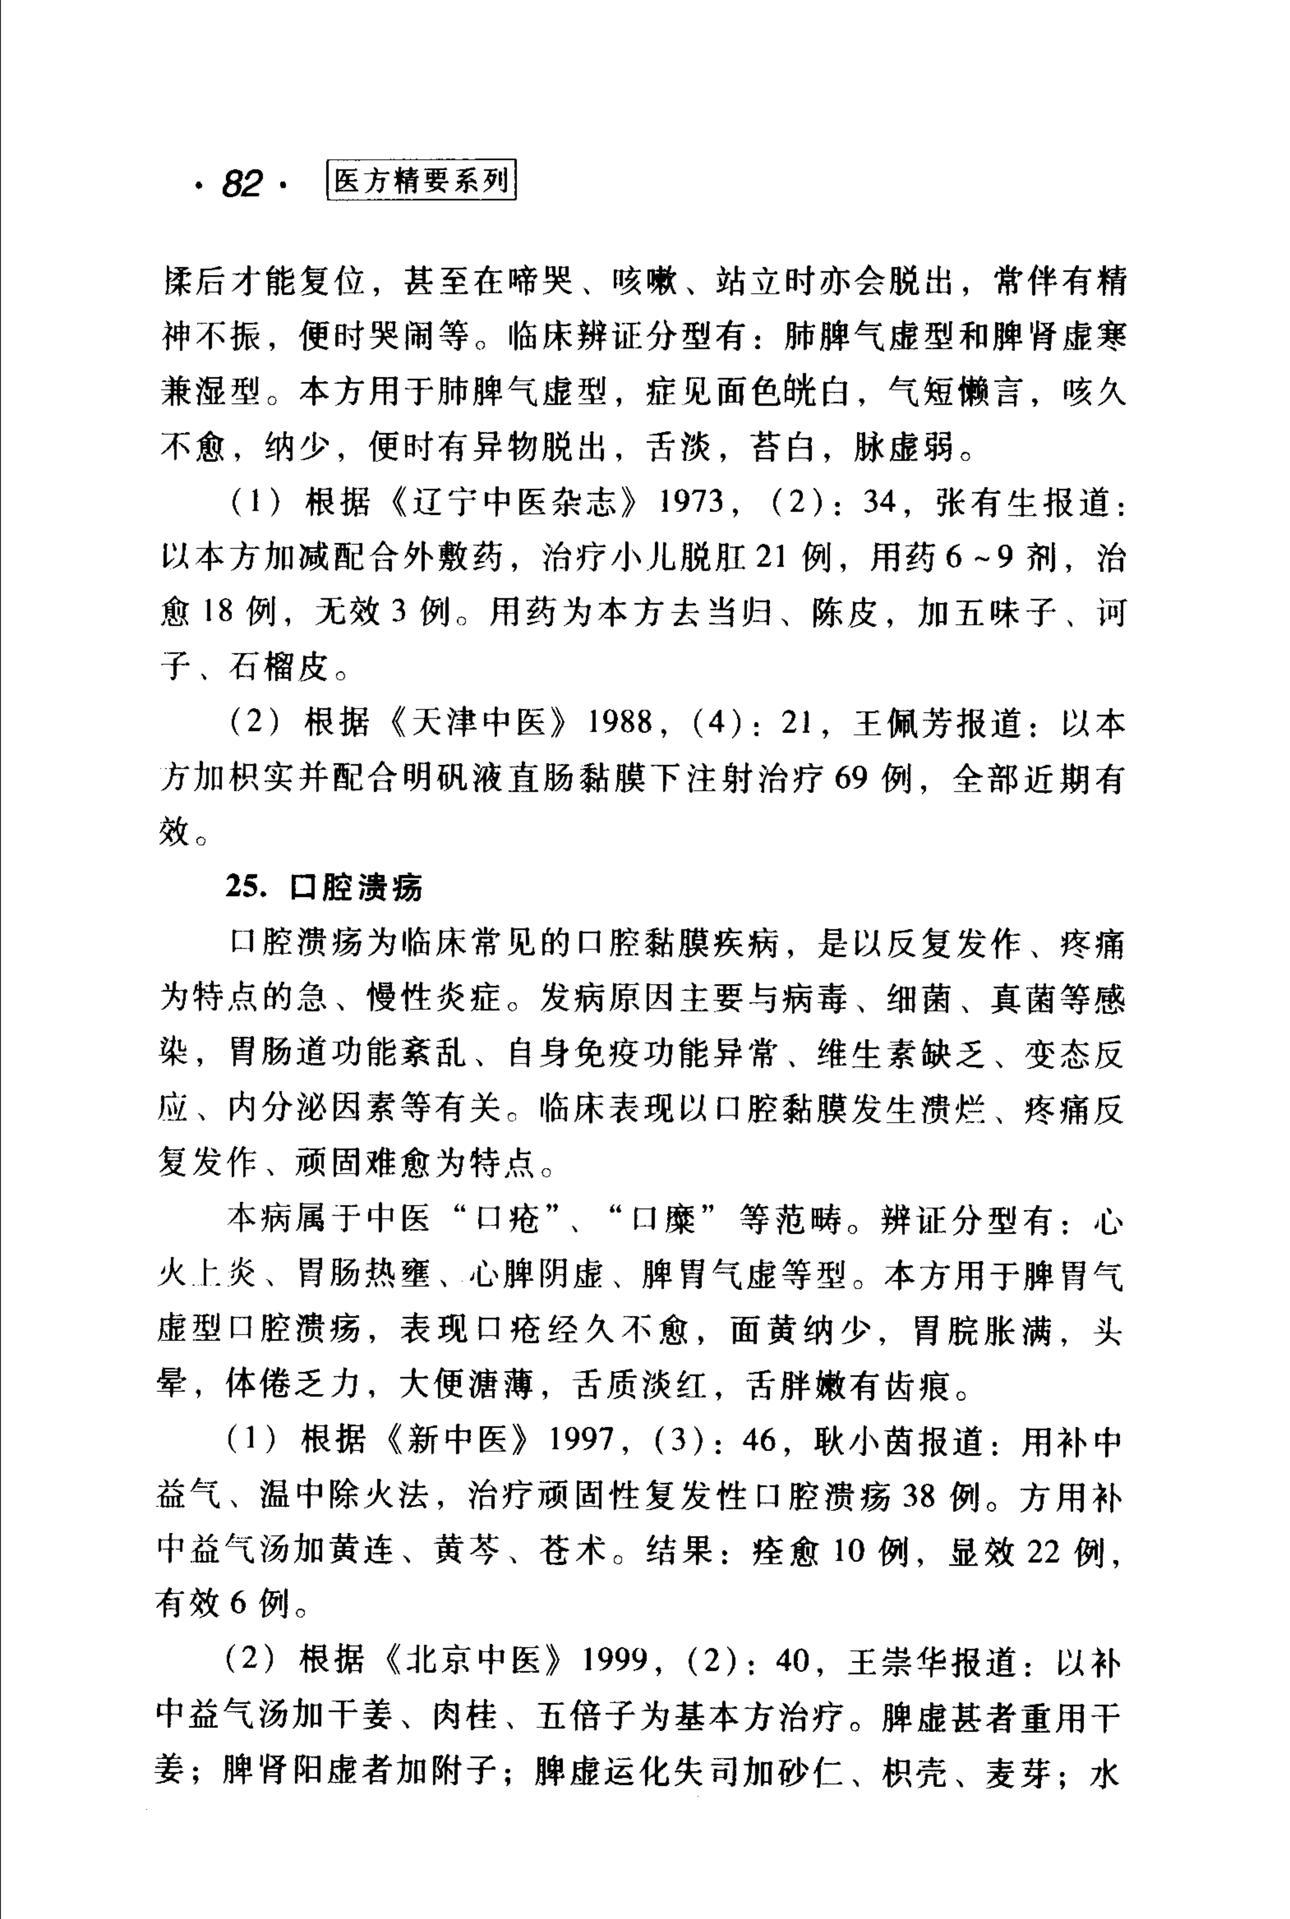 ·82· 医方精要系列
揉后才能复位，甚至在啼哭、咳嗽、站立时亦会脱出，常伴有精
神不振，便时哭闹等。临床辨证分型有：肺脾气虚型和脾肾虚寒
兼湿型。本方用于肺脾气虚型，症见面色㿠白，气短懒言，咳久
不愈，纳少，便时有异物脱出，舌淡，苔白，脉虚弱。
（1）根据《辽宁中医杂志》1973，（2）：34，张有生报道：
以本方加减配合外敷药，治疗小儿脱肛21例，用药6~9剂，治
愈18例，无效3例。用药为本方去当归、陈皮，加五味子、诃
子、石榴皮。
（2）根据《天津中医》1988，（4）：21，王佩芳报道：以本
方加枳实并配合明矾液直肠黏膜下注射治疗69例，全部近期有
效。
25. 口腔溃疡
口腔溃疡为临床常见的口腔黏膜疾病，是以反复发作、疼痛
为特点的急、慢性炎症。发病原因主要与病毒、细菌、真菌等感
染，胃肠道功能紊乱、自身免疫功能异常、维生素缺乏、变态反
应、内分泌因素等有关。临床表现以口腔黏膜发生溃烂、疼痛反
复发作、顽固难愈为特点。
本病属于中医“口疮”、“口糜”等范畴。辨证分型有：心
火上炎、胃肠热壅、心脾阴虚、脾胃气虚等型。本方用于脾胃气
虚型口腔溃疡，表现口疮经久不愈，面黄纳少，胃脘胀满，头
晕，体倦乏力，大便溏薄，舌质淡红，舌胖嫩有齿痕。
（1）根据《新中医》1997，（3）：46，耿小茵报道：用补中
益气、温中除火法，治疗顽固性复发性口腔溃疡38例。方用补
中益气汤加黄连、黄芩、苍术。结果：痊愈10例，显效22例，
有效6例。
（2）根据《北京中医》1999，（2）：40，王崇华报道：以补
中益气汤加干姜、肉桂、五倍子为基本方治疗。脾虚甚者重用干
姜；脾肾阳虚者加附子；脾虚运化失司加砂仁、枳壳、麦芽；水